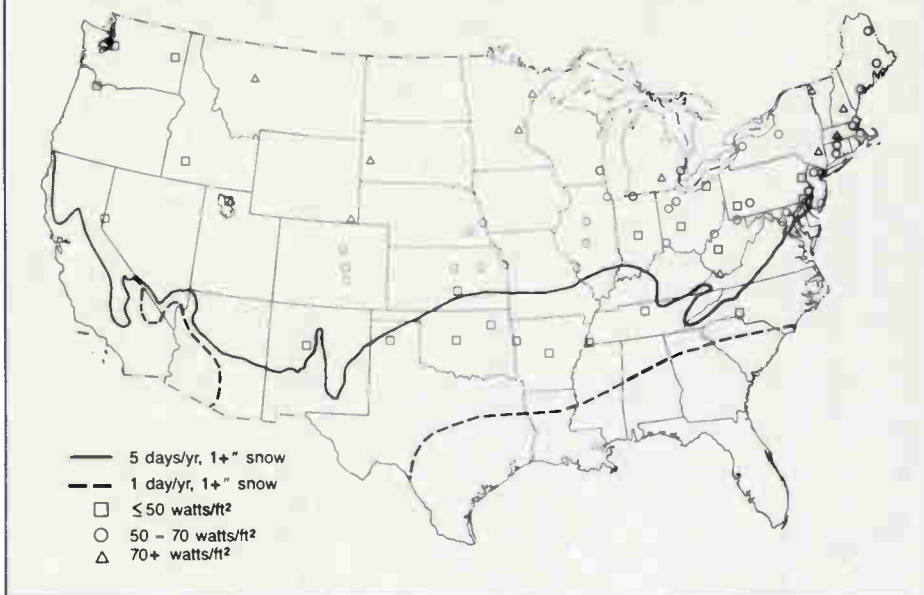 5 days/yr, 1+" snow
1 day/yr, 1+" snow
≤50 watts/ft²
50 – 70 watts/ft²
70+ watts/ft²